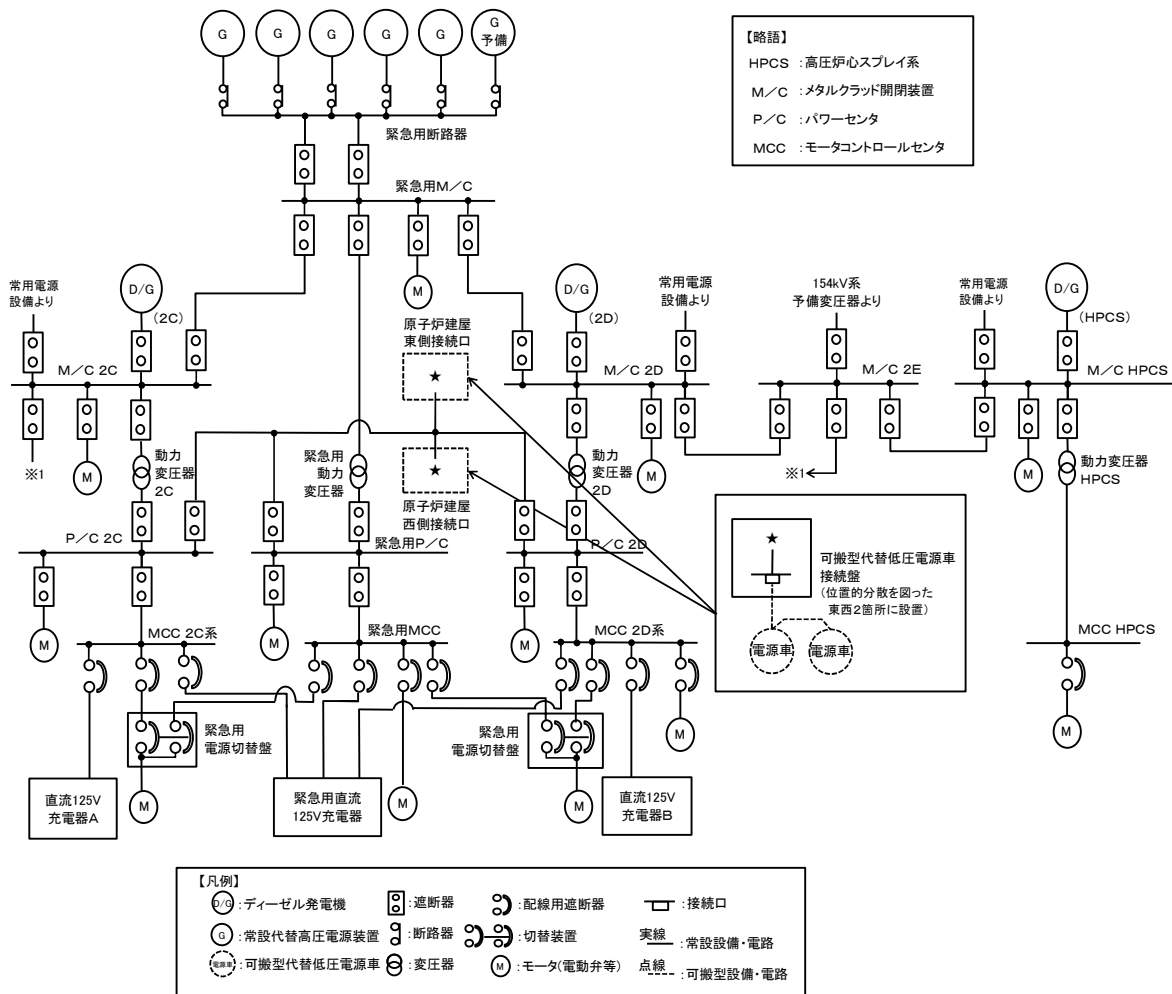 G
G
G
G
G
G
予備
緊急用断路器
【略語】
HPCS ：高圧炉心スプレイ系
M／C ：メタルクラッド開閉装置
P／C ：パワーセンタ
MCC ：モータコントロールセンタ
緊急用M／C
常用電源
設備より
D/G
(2C)
M
D/G
(2D)
常用電源
設備より
154kV系
予備変圧器より
常用電源
設備より
D/G
(HPCS)
原子炉建屋
東側接続口
★
M／C 2C
M／C 2D
M／C 2E
M／C HPCS
※1
M
動力
変圧器
2C
緊急用
動力
変圧器
★
原子炉建屋
西側接続口
動力
変圧器
2D
M
※1
M
動力変圧器
HPCS
P／C 2C
緊急用P／C
P／C 2D
★
可搬型代替低圧電源車
接続盤
(位置的分散を図った
東西2箇所に設置)
電源車
電源車
M
M
M
MCC 2C系
緊急用MCC
MCC 2D系
MCC HPCS
緊急用
電源切替盤
緊急用
電源切替盤
M
M
直流125V
充電器A
M
緊急用直流
125V充電器
M
M
直流125V
充電器B
【凡例】
D/G
：ディーゼル発電機
：遮断器
：配線用遮断器
：接続口
G
：常設代替高圧電源装置
：断路器
：切替装置
実線
：常設設備・電路
電源車
：可搬型代替低圧電源車
：変圧器
M
：モータ(電動弁等)
点線
：可搬型設備・電路